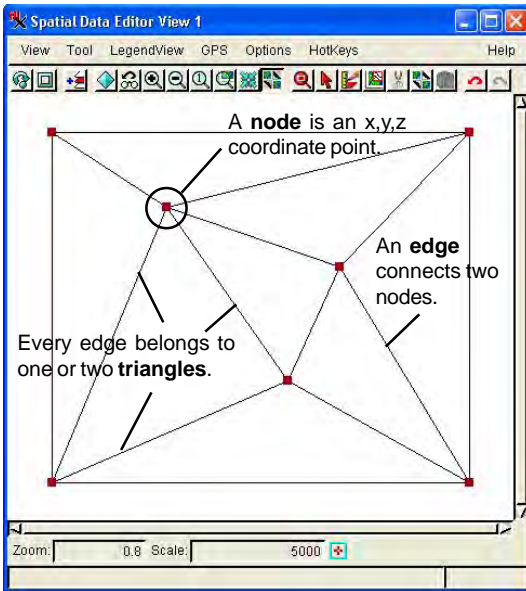 Spatial Data Editor View 1
View Tool LegendView GPS Options HotKeys Help
A node is an x,y,z
coordinate point.
An edge
connects two
nodes.
Every edge belongs to
one or two triangles.
Zoom: 0.8 Scale: 5000